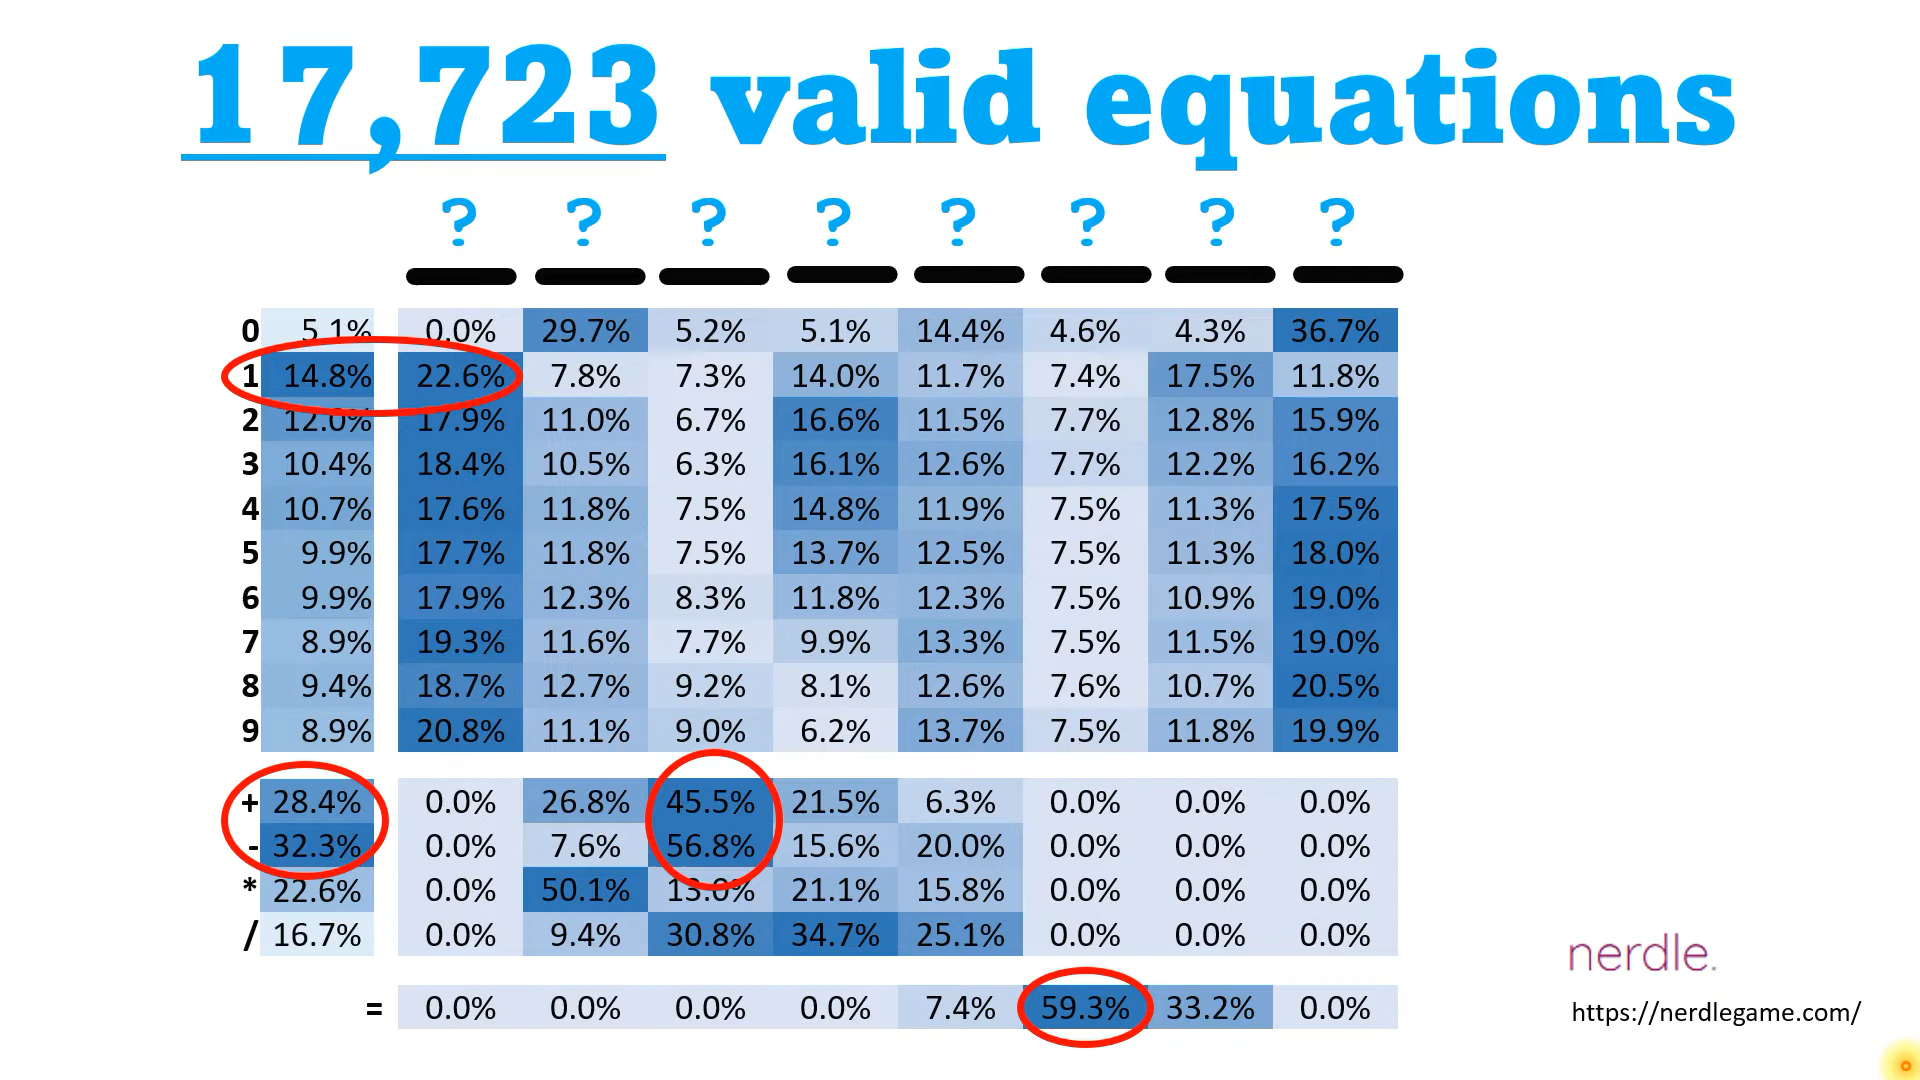 17,723 valid equations
? ? ? ? ? ? ? ?
0 5.1% 0.0% 29.7% 5.2% 5.1% 14.4% 4.6% 4.3% 36.7%
1 14.8% 22.6% 7.8% 7.3% 14.0% 11.7% 7.4% 17.5% 11.8%
2 12.0% 17.9% 11.0% 6.7% 16.6% 11.5% 7.7% 12.8% 15.9%
3 10.4% 18.4% 10.5% 6.3% 16.1% 12.6% 7.7% 12.2% 16.2%
4 10.7% 17.6% 11.8% 7.5% 14.8% 11.9% 7.5% 11.3% 17.5%
5 9.9% 17.7% 11.8% 7.5% 13.7% 12.5% 7.5% 11.3% 18.0%
6 9.9% 17.9% 12.3% 8.3% 11.8% 12.3% 7.5% 10.9% 19.0%
7 8.9% 19.3% 11.6% 7.7% 9.9% 13.3% 7.5% 11.5% 19.0%
8 9.4% 18.7% 12.7% 9.2% 8.1% 12.6% 7.6% 10.7% 20.5%
9 8.9% 20.8% 11.1% 9.0% 6.2% 13.7% 7.5% 11.8% 19.9%
+ 28.4% 0.0% 26.8% 45.5% 21.5% 6.3% 0.0% 0.0% 0.0%
- 32.3% 0.0% 7.6% 56.8% 15.6% 20.0% 0.0% 0.0% 0.0%
* 22.6% 0.0% 50.1% 13.0% 21.1% 15.8% 0.0% 0.0% 0.0%
/ 16.7% 0.0% 9.4% 30.8% 34.7% 25.1% 0.0% 0.0% 0.0%
= 0.0% 0.0% 0.0% 0.0% 7.4% 59.3% 33.2% 0.0%
nerdle.
https://nerdlegame.com/